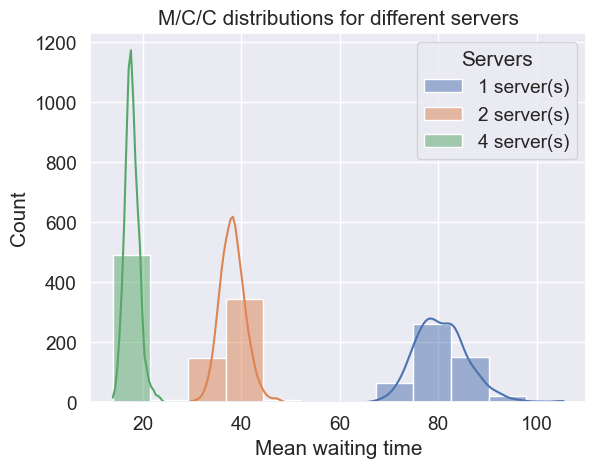 M/C/C distributions for different servers
1200
1000
800
600
400
200
0
Count
Servers
1 server(s)
2 server(s)
4 server(s)
20
40
60
80
100
Mean waiting time